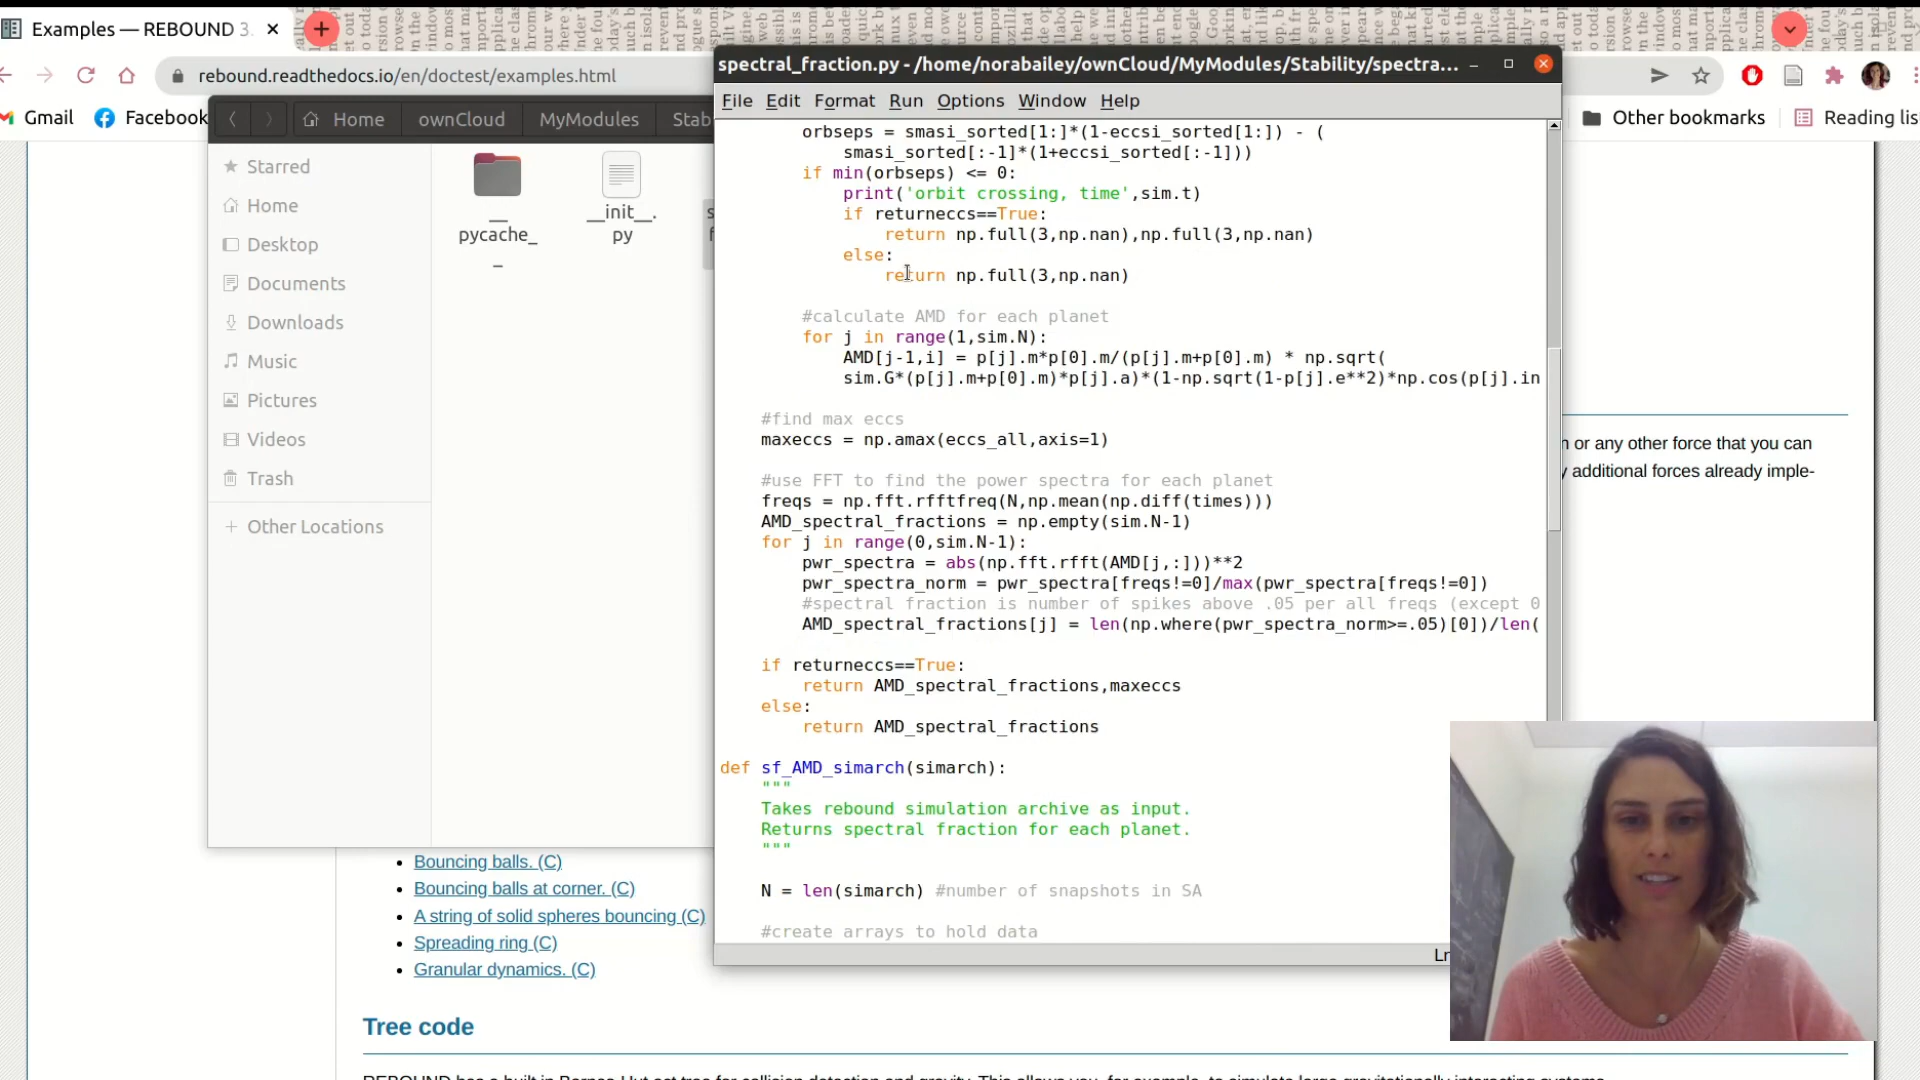 Examples — REBOUND 3.
rebound.readthedocs.io/en/doctest/examples.html
Gmail
Facebook
Other bookmarks
Reading lis
Home
ownCloud
MyModules
Stab
Starred
Home
Desktop
Documents
Downloads
Music
Pictures
Videos
Trash
Other Locations
__
pycache_
_
__init__.
py
spectral_fraction.py - /home/norabailey/ownCloud/MyModules/Stability/spectra...
File Edit Format Run Options Window Help
orbseps = smasi_sorted[1:]*(1-eccsi_sorted[1:]) - (
smasi_sorted[:-1]*(1+eccsi_sorted[:-1]))
if min(orbseps) <= 0:
print('orbit crossing, time',sim.t)
if returneccs==True:
return np.full(3,np.nan),np.full(3,np.nan)
else:
return np.full(3,np.nan)
#calculate AMD for each planet
for j in range(1,sim.N):
AMD[j-1,i] = p[j].m*p[0].m/(p[j].m+p[0].m) * np.sqrt(
sim.G*(p[j].m+p[0].m)*p[j].a)*(1-np.sqrt(1-p[j].e**2)*np.cos(p[j].in
#find max eccs
maxeccs = np.amax(eccs_all,axis=1)
#use FFT to find the power spectra for each planet
freqs = np.fft.rfftfreq(N,np.mean(np.diff(times)))
AMD_spectral_fractions = np.empty(sim.N-1)
for j in range(0,sim.N-1):
pwr_spectra = abs(np.fft.rfft(AMD[j,:]))**2
pwr_spectra_norm = pwr_spectra[freqs!=0]/max(pwr_spectra[freqs!=0])
#spectral fraction is number of spikes above .05 per all freqs (except 0
AMD_spectral_fractions[j] = len(np.where(pwr_spectra_norm>=.05)[0])/len(
if returneccs==True:
return AMD_spectral_fractions,maxeccs
else:
return AMD_spectral_fractions
def sf_AMD_simarch(simarch):
"""
Takes rebound simulation archive as input.
Returns spectral fraction for each planet.
"""
N = len(simarch) #number of snapshots in SA
#create arrays to hold data
Ln
or any other force that you can
additional forces already imple-
Bouncing balls. (C)
Bouncing balls at corner. (C)
A string of solid spheres bouncing (C)
Spreading ring (C)
Granular dynamics. (C)
Tree code